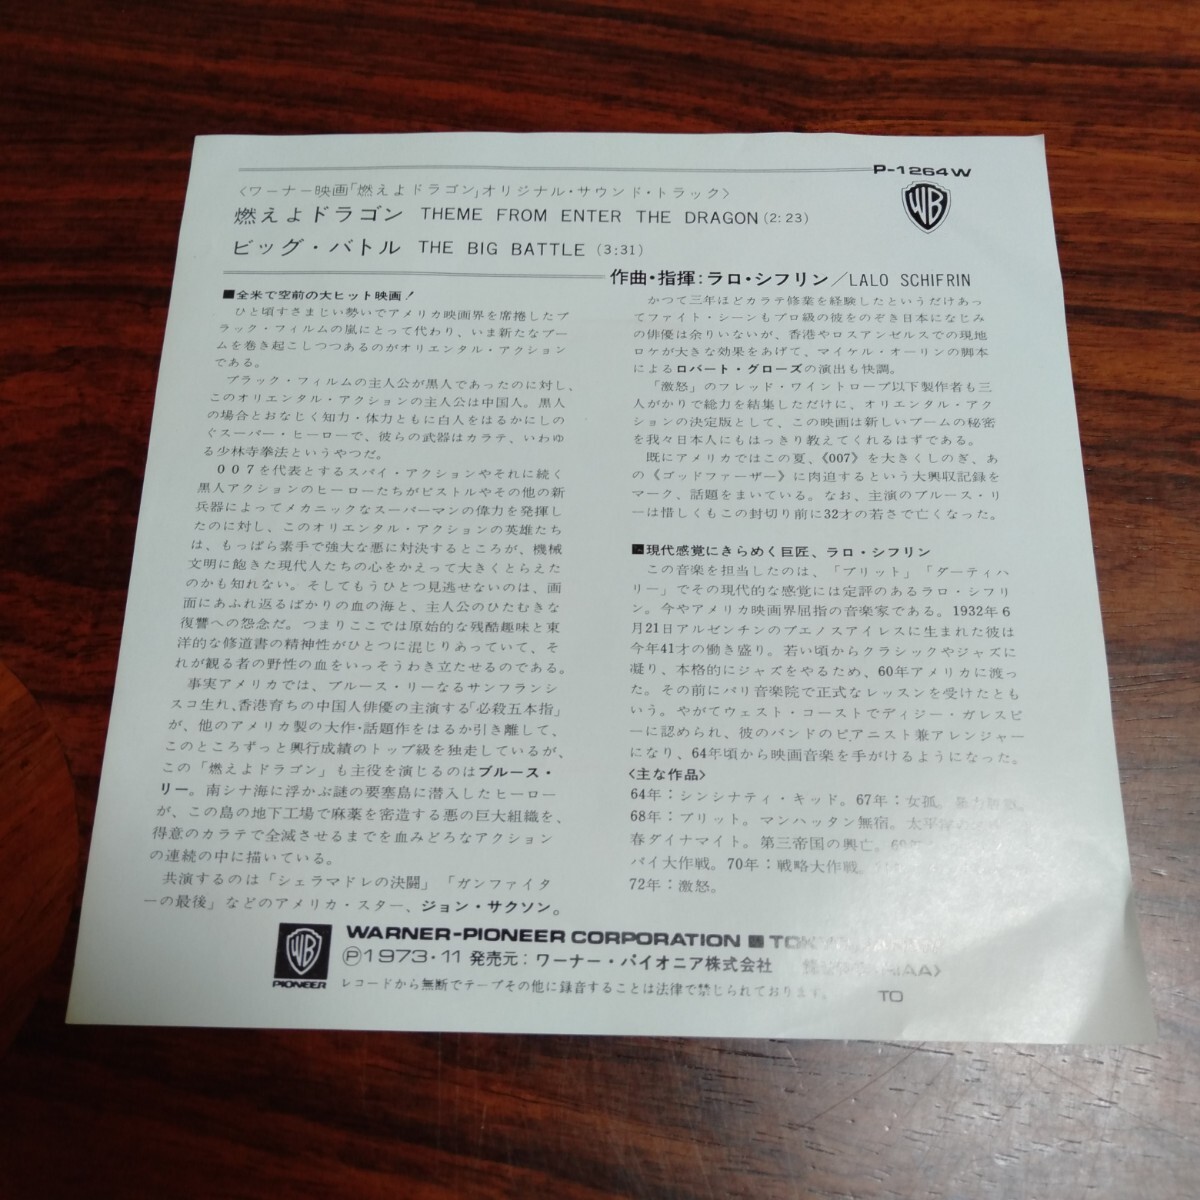 P-1264W
WB
〈ワーナー映画「燃えよドラゴン」オリジナル・サウンド・トラック〉
燃えよドラゴン THEME FROM ENTER THE DRAGON (2:23)
ビッグ・バトル THE BIG BATTLE (3:31)
作曲・指揮:ラロ・シフリン/LALO SCHIFRIN
■全米で空前の大ヒット映画!
ひと頃すさまじい勢いでアメリカ映画界を席捲したブ
ラック・フィルムの嵐にとって代わり、いま新たなブー
ムを巻き起こしつつあるのがオリエンタル・アクション
である。
ブラック・フィルムの主人公が黒人であったのに対し、
このオリエンタル・アクションの主人公は中国人。黒人
の場合とおなじく知力・体力ともに白人をはるかにしの
ぐスーパー・ヒーローで、彼らの武器はカラテ、いわゆ
る少林寺拳法というやつだ。
007を代表とするスパイ・アクションやそれに続く
黒人アクションのヒーローたちがピストルやその他の新
兵器によってメカニックなスーパーマンの偉力を発揮し
たのに対し、このオリエンタル・アクションの英雄たち
は、もっぱら素手で強大な悪に対決するところが、機械
文明に飽きた現代人たちの心をかえって大きくとらえた
のかも知れない。そしてもうひとつ見逃せないのは、画
面にあふれ返るばかりの血の海と、主人公のひたむきな
復讐への怨念だ。つまりここでは原始的な残酷趣味と東
洋的な修道書の精神性がひとつに混じりあっていて、そ
れが観る者の野性の血をいっそうわき立たせるのである。
事実アメリカでは、ブルース・リーなるサンフランシ
スコ生れ、香港育ちの中国人俳優の主演する「必殺五本指」
が、他のアメリカ製の大作・話題作をはるか引き離して、
このところずっと興行成績のトップ級を独走しているが、
この「燃えよドラゴン」も主役を演じるのはブルース・
リー。南シナ海に浮かぶ謎の要塞島に潜入したヒーロー
が、この島の地下工場で麻薬を密造する悪の巨大組織を、
得意のカラテで全滅させるまでを血みどろなアクション
の連続の中に描いている。
共演するのは「シェラマドレの決闘」「ガンファイタ
ーの最後」などのアメリカ・スター、ジョン・サクソン。
かつて三年ほどカラテ修業を経験したというだけあっ
てファイト・シーンもプロ級の彼をのぞき日本になじみ
の俳優は余りいないが、香港やロスアンゼルスでの現地
ロケが大きな効果をあげて、マイケル・オーリンの脚本
によるロバート・グローズの演出も快調。
「激怒」のフレッド・ワイントローブ以下製作者も三
人がかりで総力を結集しただけに、オリエンタル・アク
ションの決定版として、この映画は新しいブームの秘密
を我々日本人にもはっきり教えてくれるはずである。
既にアメリカではこの夏、《007》を大きくしのぎ、あ
の《ゴッドファーザー》に肉迫するという大興収記録を
マーク、話題をまいている。なお、主演のブルース・リ
ーは惜しくもこの封切り前に32才の若さで亡くなった。
■現代感覚にきらめく巨匠、ラロ・シフリン
この音楽を担当したのは、「ブリット」「ダーティハ
リー」でその現代的な感覚には定評のあるラロ・シフリ
ン。今やアメリカ映画界屈指の音楽家である。1932年6
月21日アルゼンチンのブエノスアイレスに生まれた彼は
今年41才の働き盛り。若い頃からクラシックやジャズに
凝り、本格的にジャズをやるため、60年アメリカに渡っ
た。その前にパリ音楽院で正式なレッスンを受けたとも
いう。やがてウェスト・コーストでディジー・ガレスピ
ーに認められ、彼のバンドのピアニスト兼アレンジャー
になり、64年頃から映画音楽を手がけるようになった。
〈主な作品〉
64年:シンシナティ・キッド。67年:女狐。
68年:ブリット。マンハッタン無宿。太平洋の
春ダイナマイト。第三帝国の興亡。
パイ大作戦。70年:戦略大作戦。
72年:激怒。
WB
PIONEER
WARNER-PIONEER CORPORATION ■
Ⓟ1973・11 発売元:ワーナー・パイオニア株式会社
レコードから無断でテープその他に録音することは法律で禁じられております。
TO